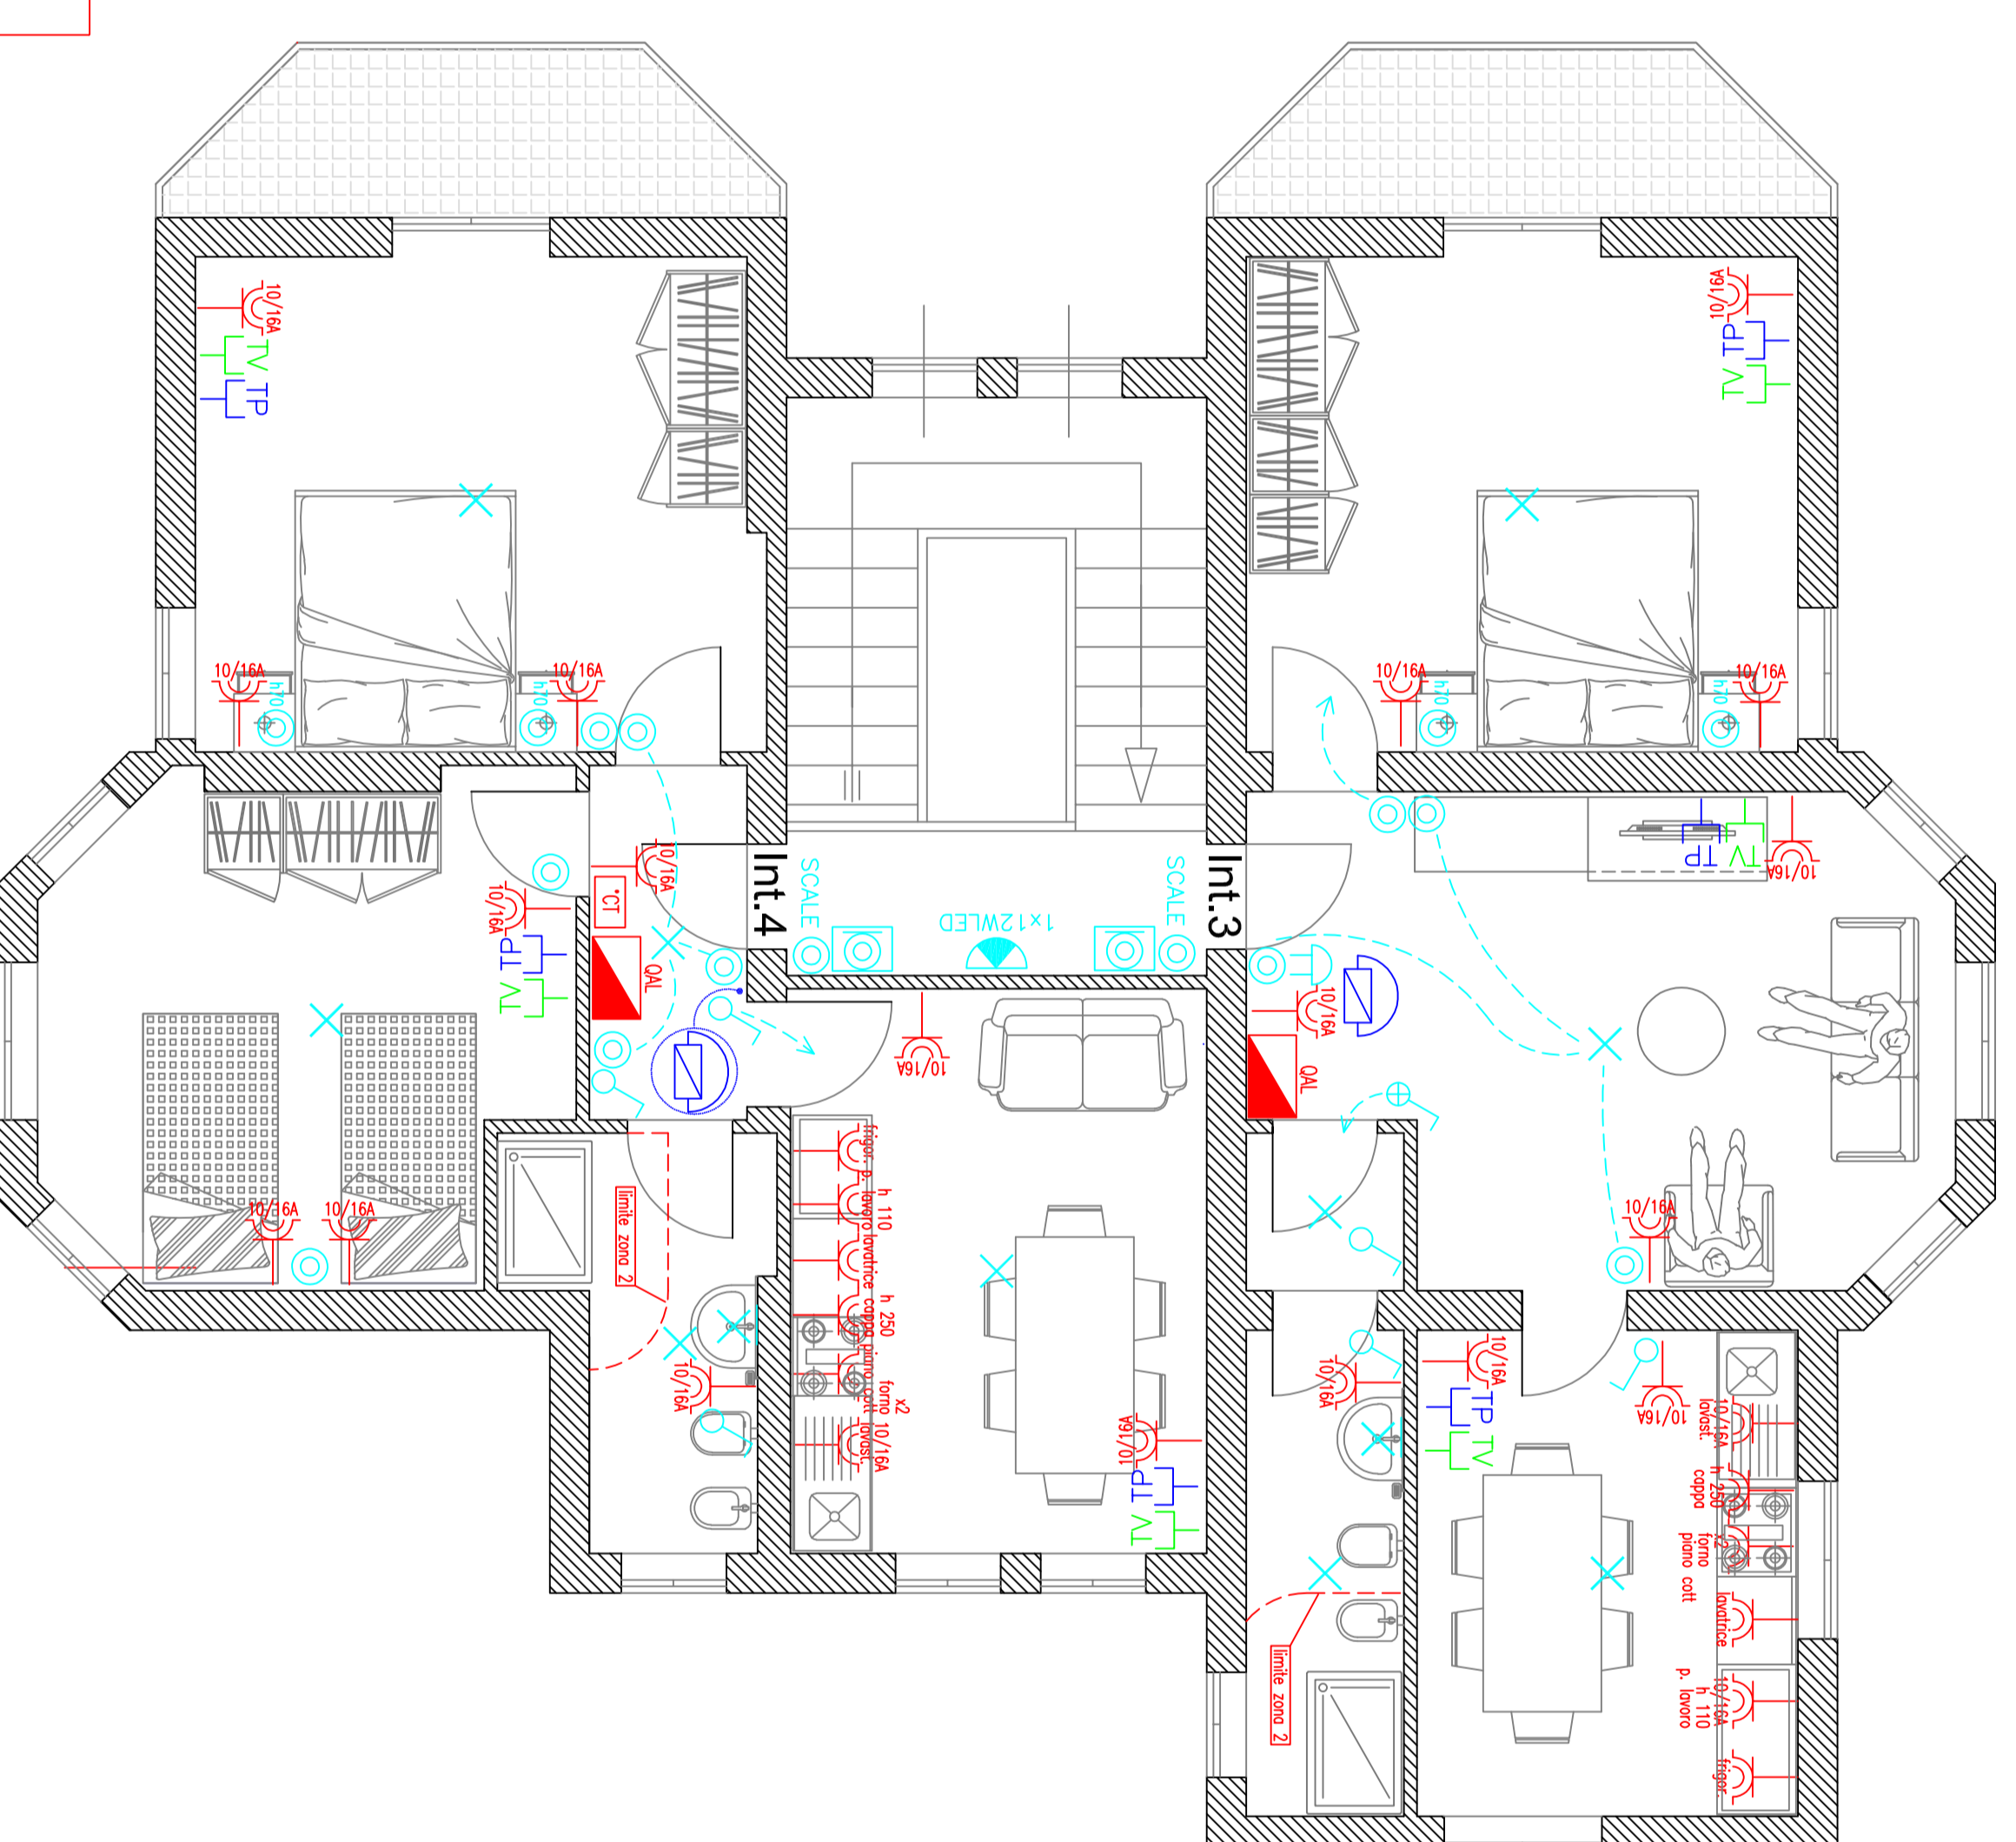 10/16A
TV
TP
10/16A
TP
TV
10/16A
h70
10/16A
h70
10/16A
h70
10/16A
h70
10/16A
*CT
QAL
Int.4
SCALE
1x12WLED
SCALE
Int.3
TP
TV
10/16A
10/16A
TP
TV
10/16A
QAL
10/16A
10/16A
10/16A
limite zona 2
10/16A
frigor.
p. lavoro
h 110
lavatrice
cappa
h 250
piano cott
forno
x2
lavast.
10/16A
10/16A
TP
TV
10/16A
10/16A
10/16A
TP
TV
10/16A
10/16A
lavast.
h 250
cappa
x2
forno
piano cott
lavatrice
10/16A
h 110
p. lavoro
frigor.
limite zona 2